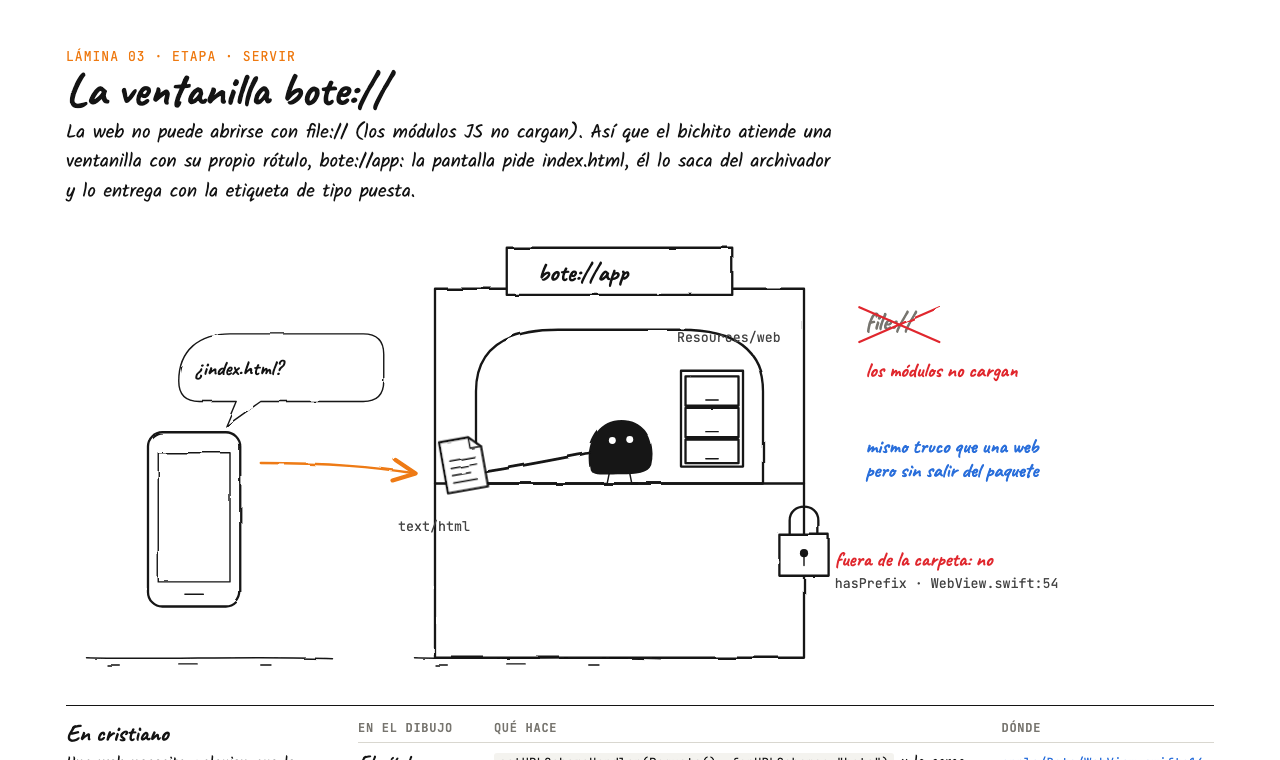 LÁMINA 03 · ETAPA · SERVIR
La ventanilla bote://
La web no puede abrirse con file:// (los módulos JS no cargan). Así que el bichito atiende una
ventanilla con su propio rótulo, bote://app: la pantalla pide index.html, él lo saca del archivador
y lo entrega con la etiqueta de tipo puesta.
bote://app
file://
Resources/web
¿index.html?
los módulos no cargan
mismo truco que una web
pero sin salir del paquete
text/html
fuera de la carpeta: no
hasPrefix · WebView.swift:54
En cristiano
EN EL DIBUJO
QUÉ HACE
DÓNDE